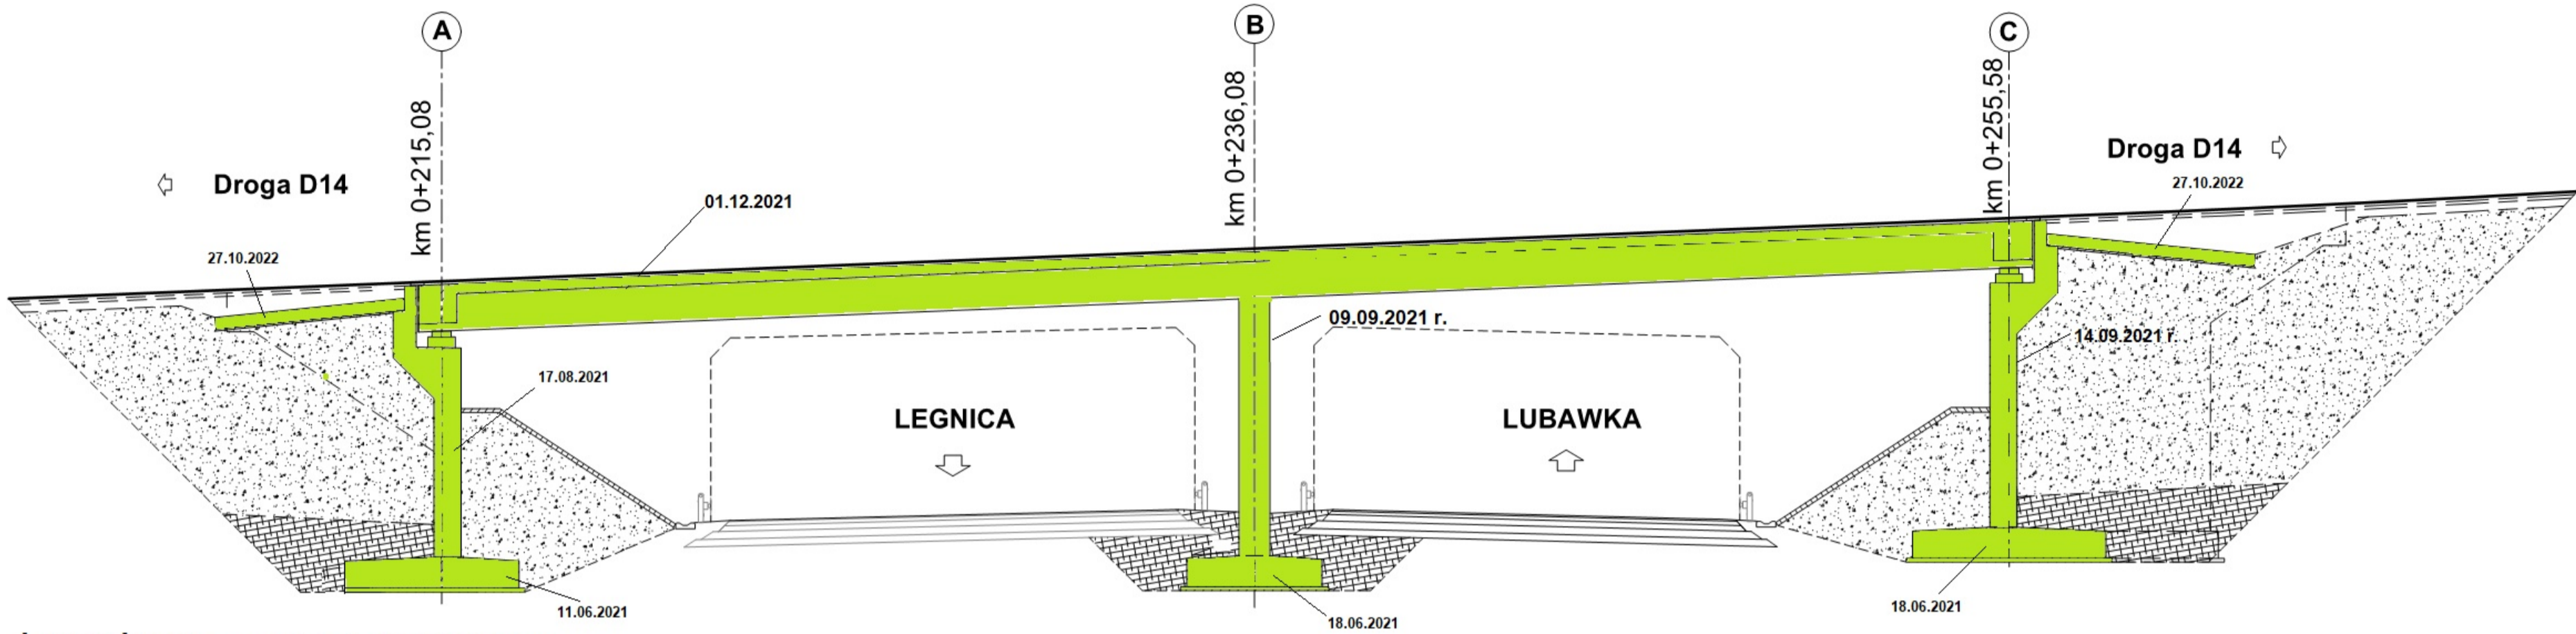 A
B
C
km 0+215,08
km 0+236,08
km 0+255,58
Droga D14
Droga D14
27.10.2022
01.12.2021
27.10.2022
09.09.2021 r.
14.09.2021 r.
17.08.2021
LEGNICA
LUBAWKA
11.06.2021
18.06.2021
18.06.2021